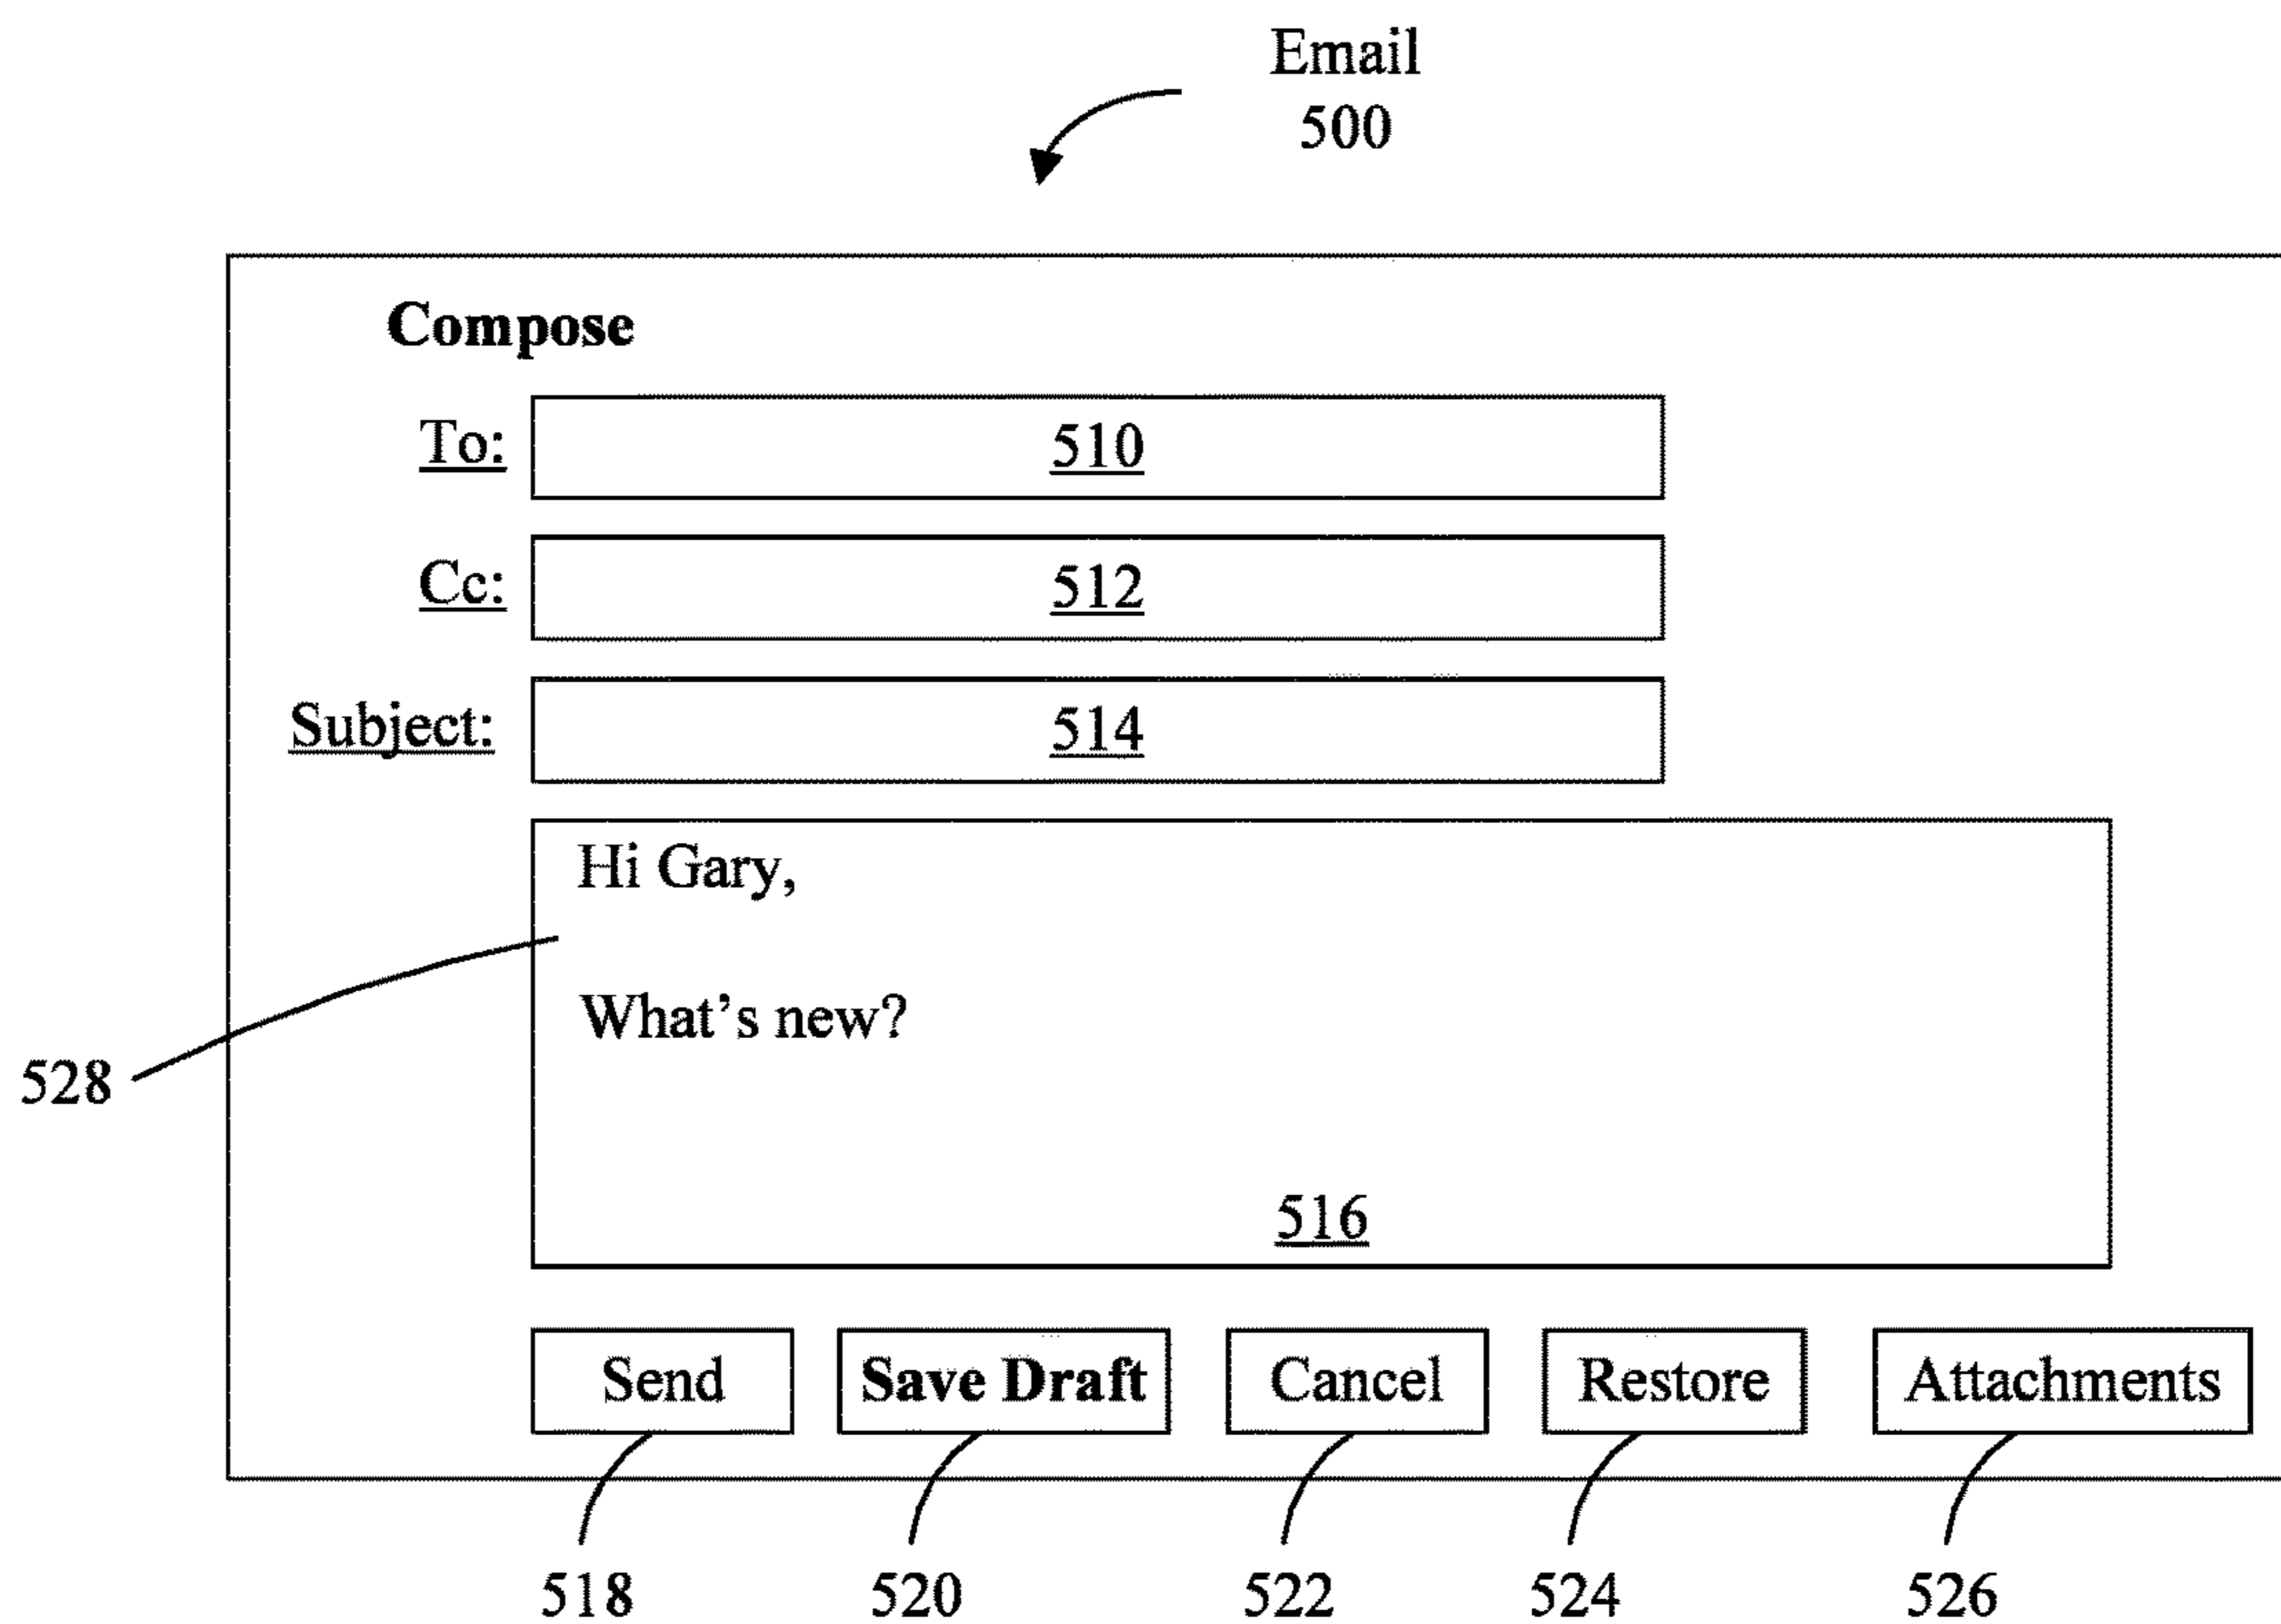 Email
500
Compose
To: 510
Cc: 512
Subject: 514
Hi Gary,
What's new?
528
516
Send Save Draft Cancel Restore Attachments
518 520 522 524 526